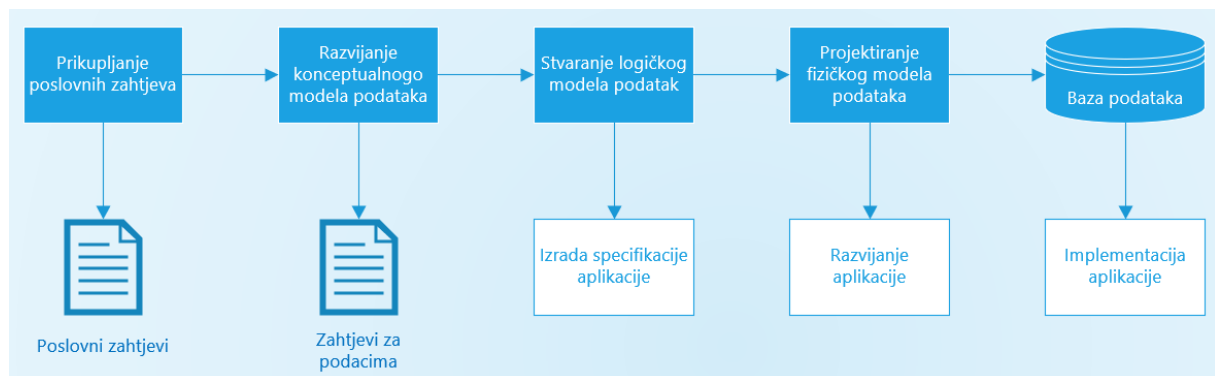 Prikupljanje
poslovnih zahtjeva
Razvijanje
konceptualnogo
modela podataka
Stvaranje logičkog
modela podatak
Projektiranje
fizičkog modela
podataka
Baza podataka
Poslovni zahtjevi
Zahtjevi za
podacima
Izrada specifikacije
aplikacije
Razvijanje
aplikacije
Implementacija
aplikacije